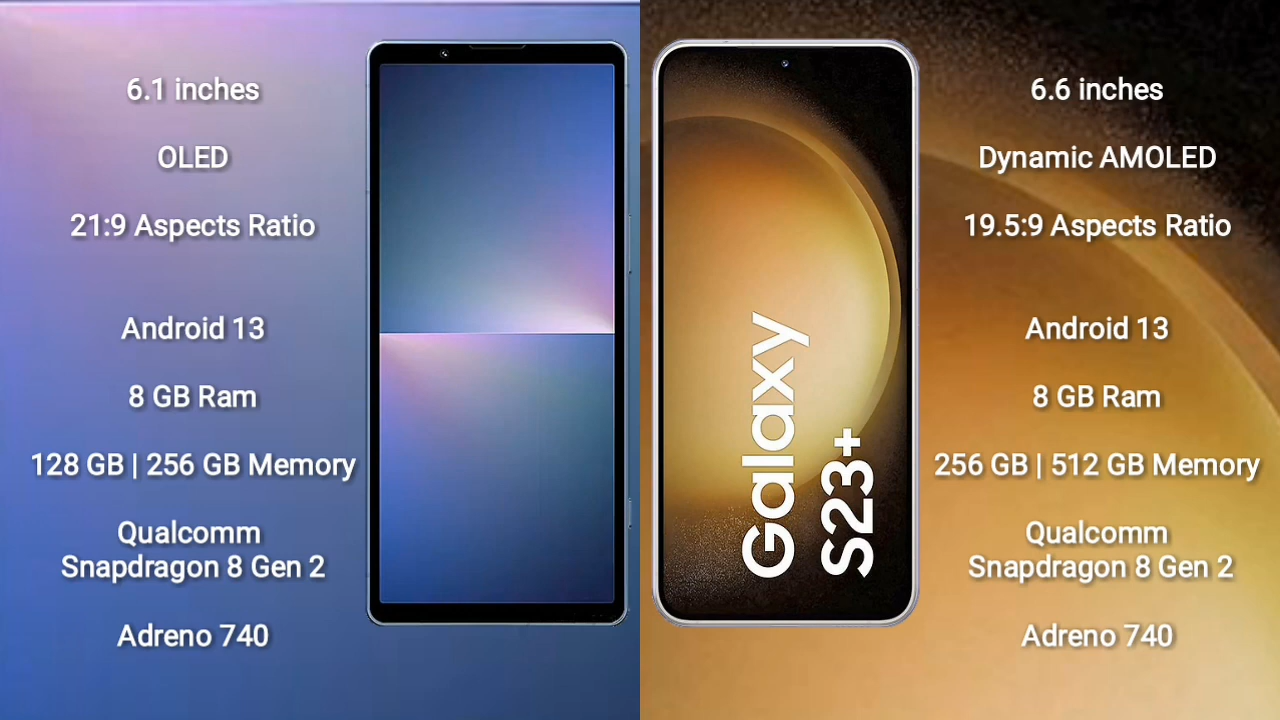 6.1 inches
OLED
21:9 Aspects Ratio
Android 13
8 GB Ram
128 GB | 256 GB Memory
Qualcomm
Snapdragon 8 Gen 2
Adreno 740
Galaxy
S23+
6.6 inches
Dynamic AMOLED
19.5:9 Aspects Ratio
Android 13
8 GB Ram
256 GB | 512 GB Memory
Qualcomm
Snapdragon 8 Gen 2
Adreno 740